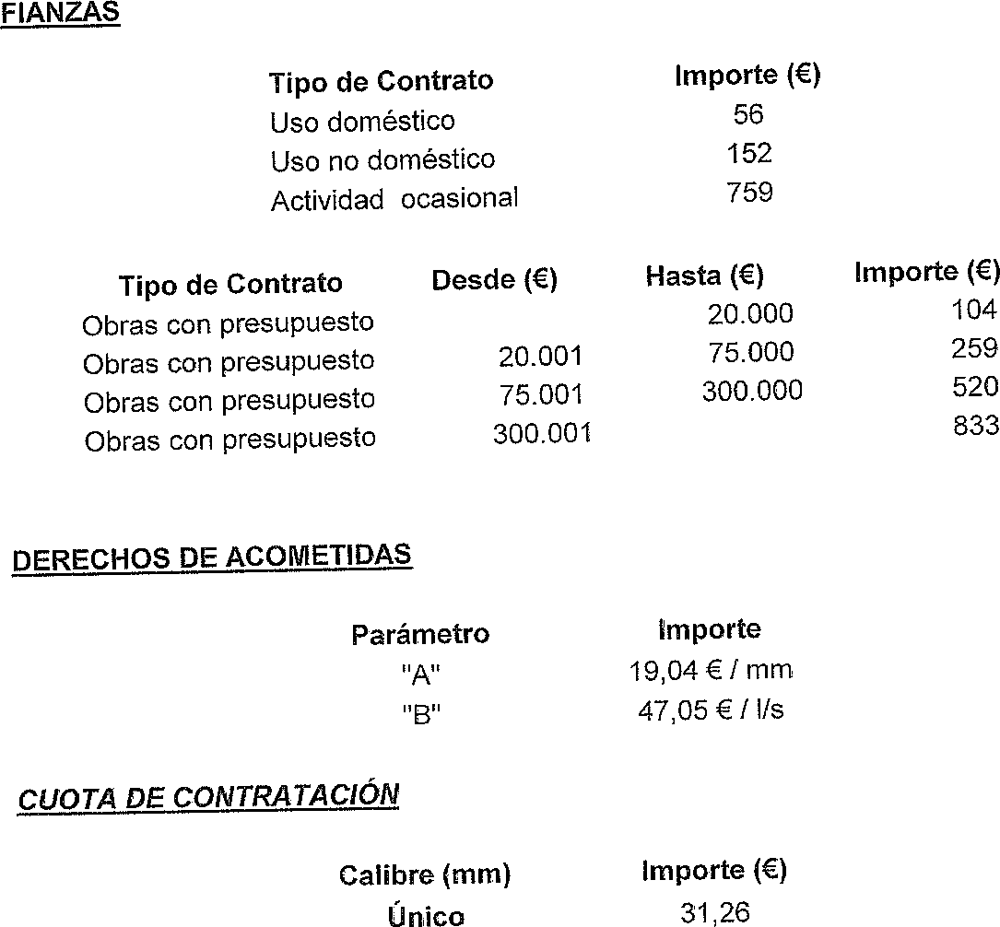 FIANZAS
Tipo de Contrato Importe (€)
Uso doméstico 56
Uso no doméstico 152
Actividad ocasional 759
Tipo de Contrato Desde (€) Hasta (€) Importe (€)
Obras con presupuesto 20.000 104
Obras con presupuesto 20.001 75.000 259
Obras con presupuesto 75.001 300.000 520
Obras con presupuesto 300.001 833
DERECHOS DE ACOMETIDAS
Parámetro Importe
"A" 19,04 € / mm
"B" 47,05 € / l/s
CUOTA DE CONTRATACIÓN
Calibre (mm) Importe (€)
Único 31,26